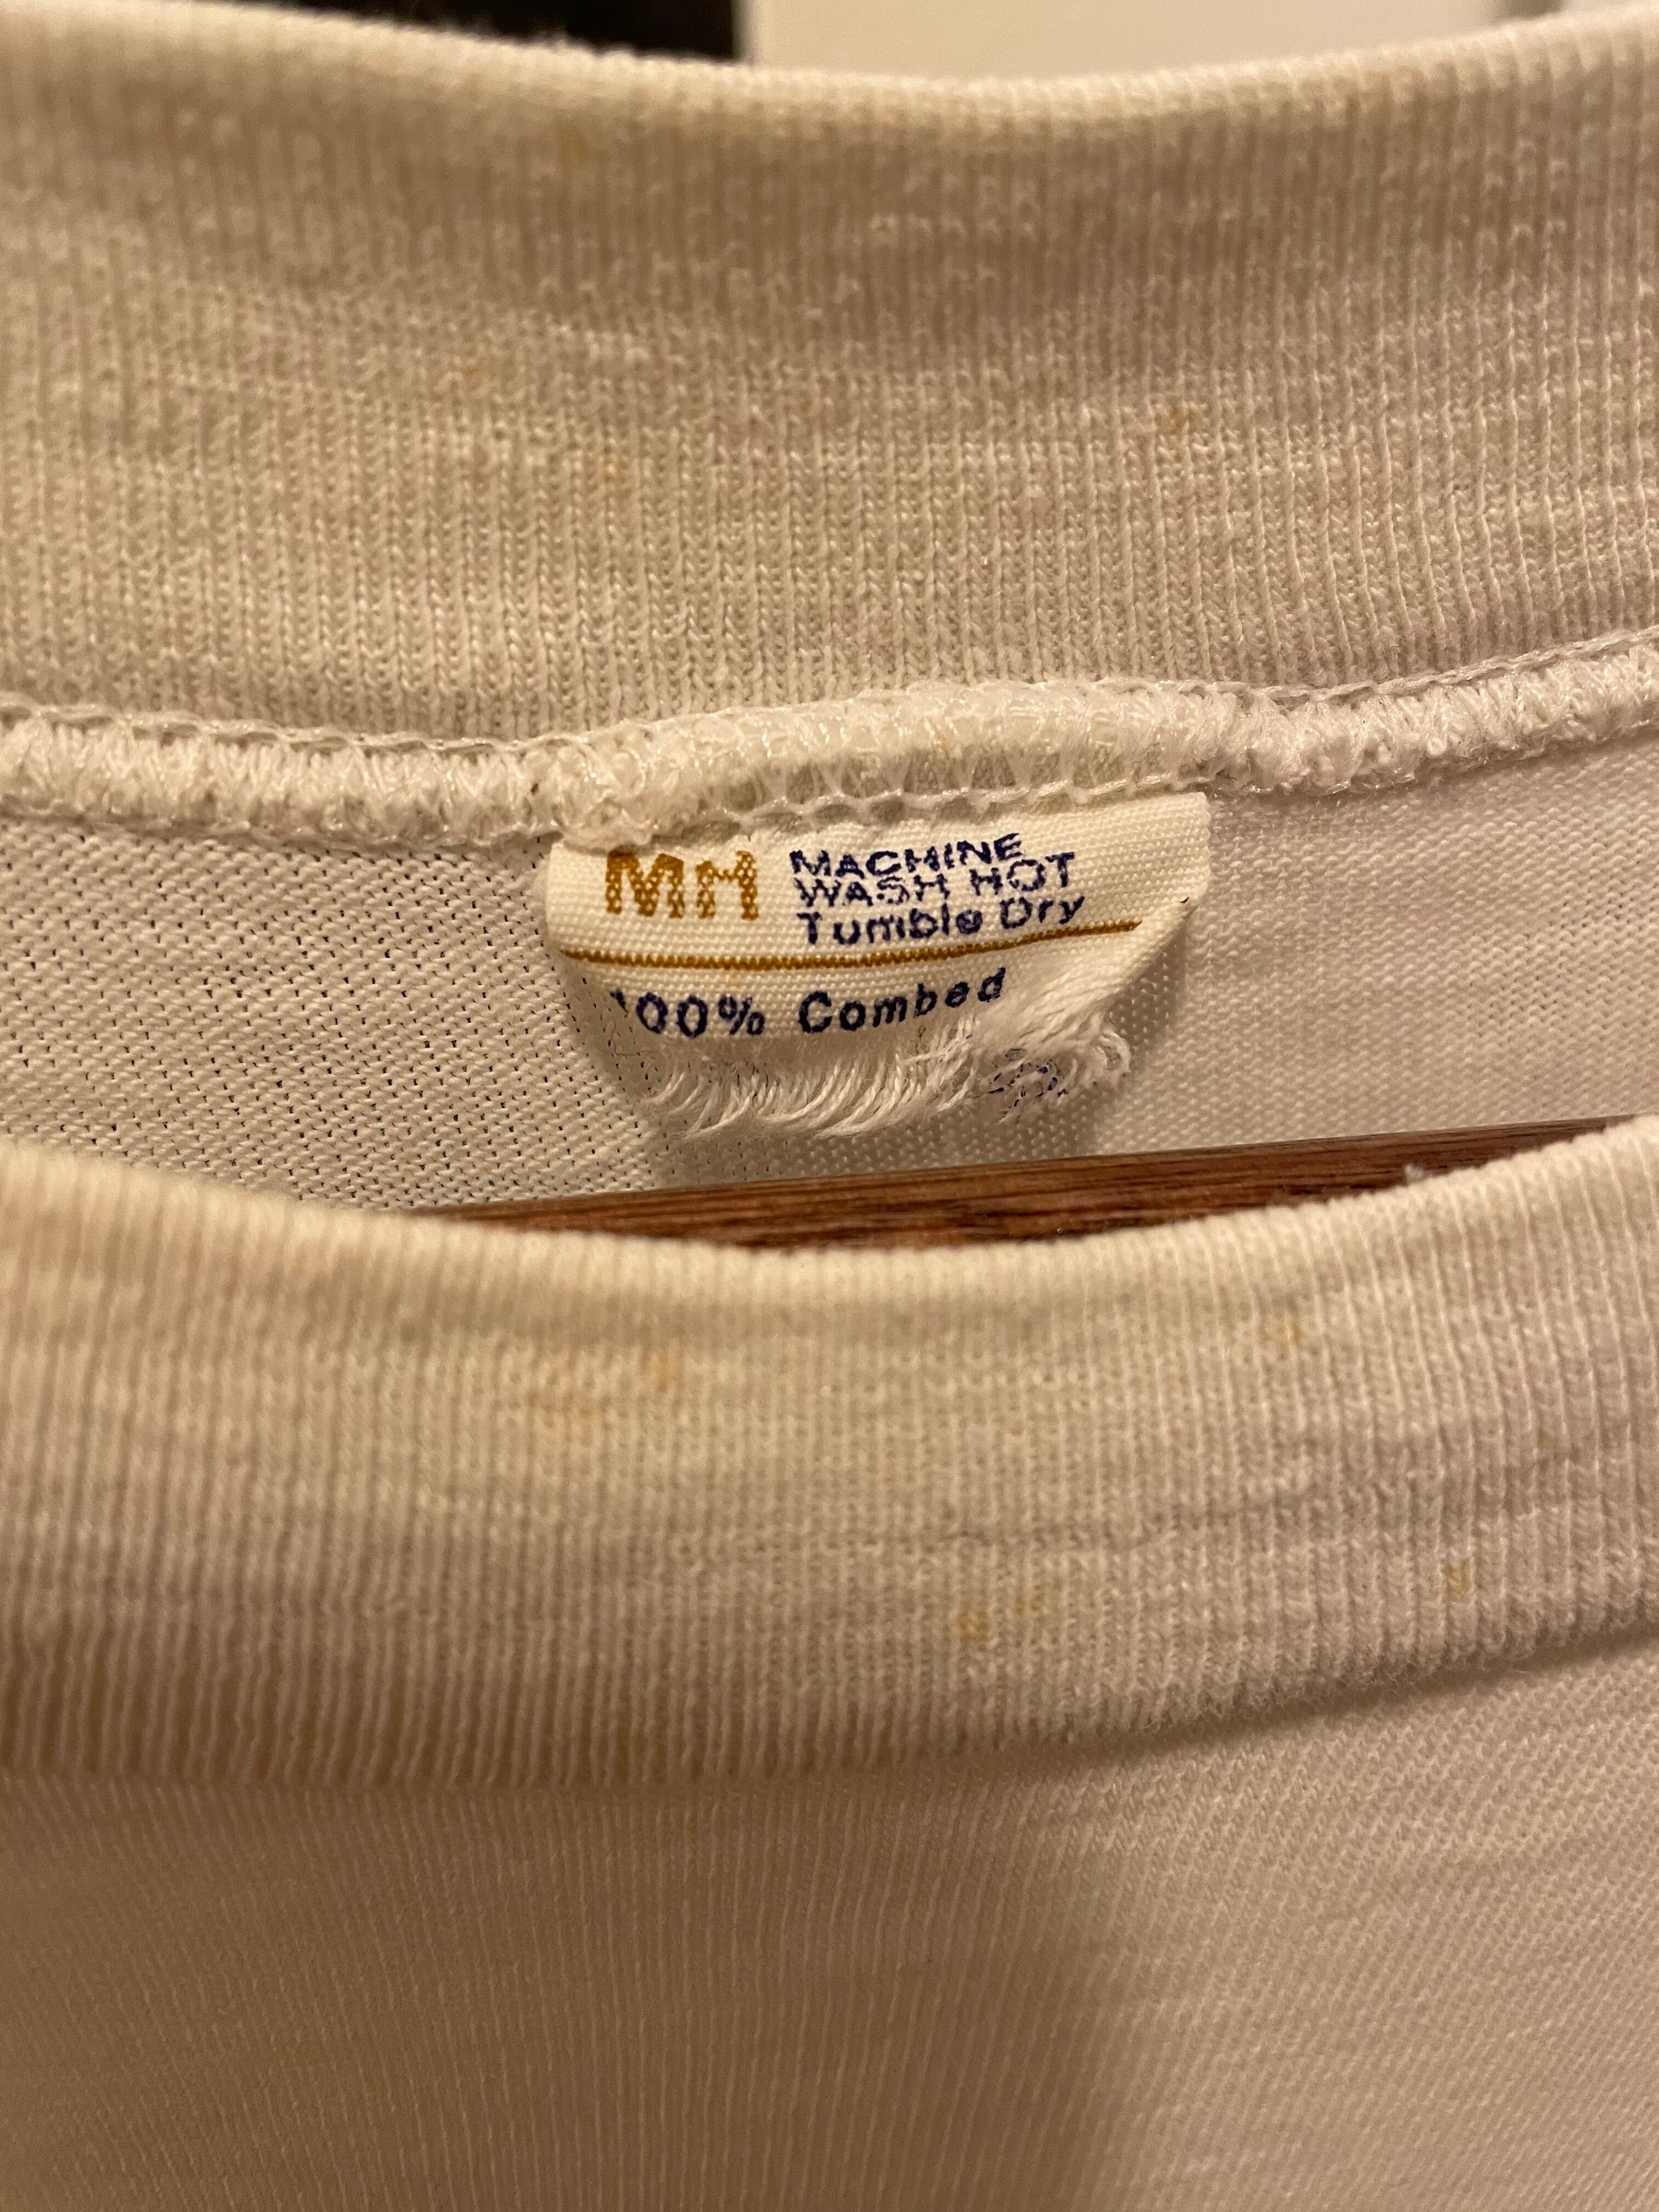 MH
MACHINE
WASH HOT
Tumble Dry
100% Combed